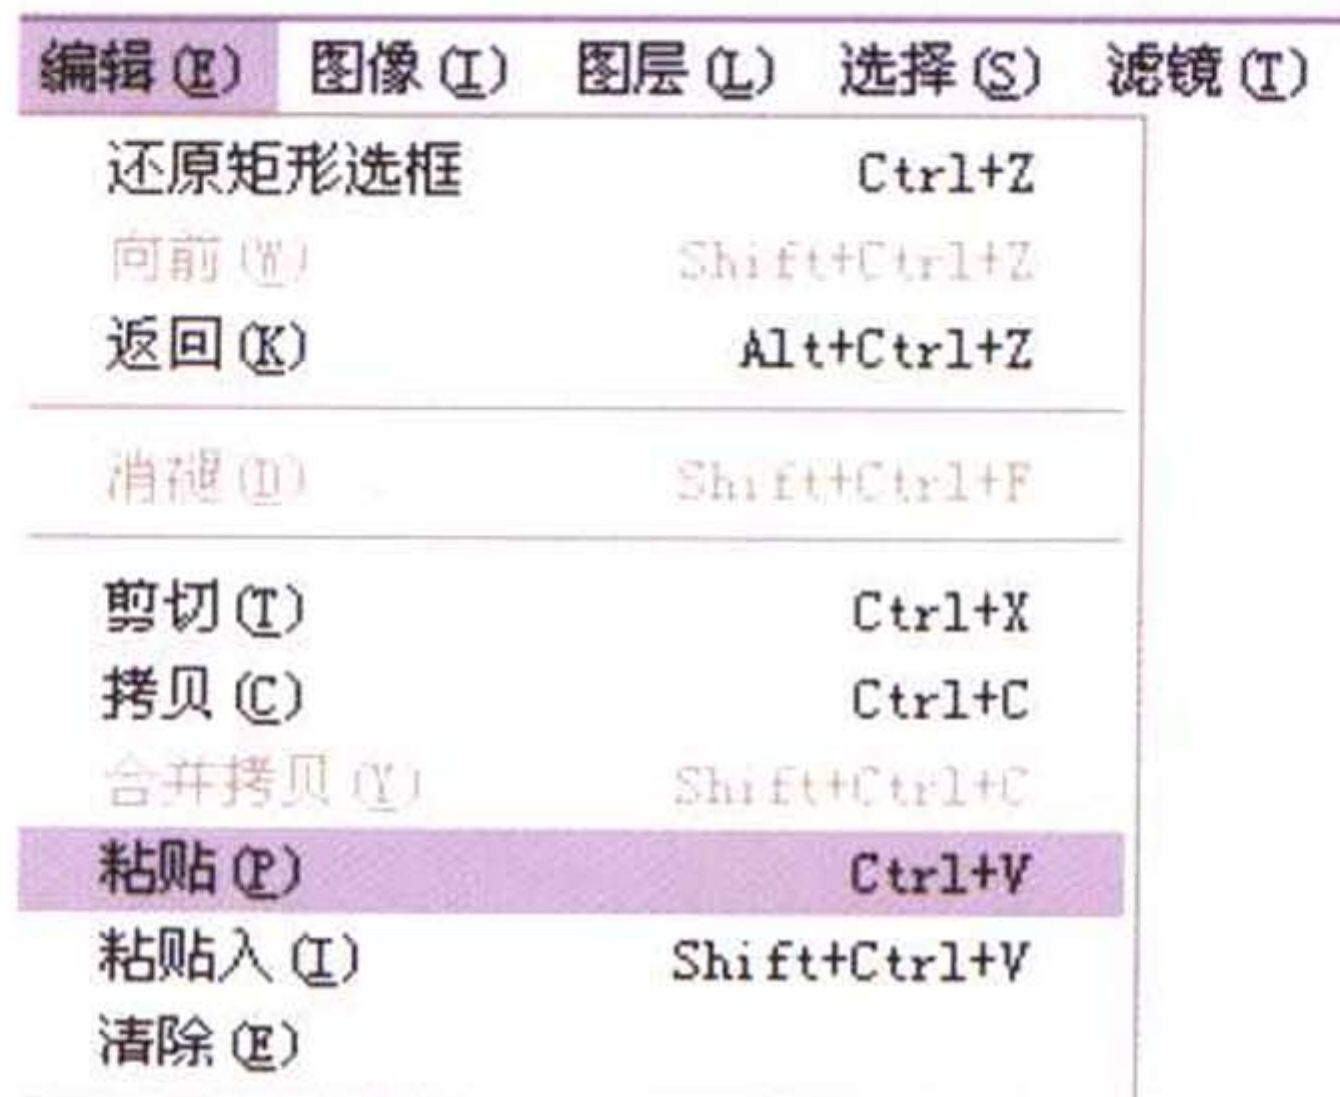 编辑(E) 图像(I) 图层(L) 选择(S) 滤镜(T)
还原矩形选框 Ctrl+Z
向前(W) Shift+Ctrl+Z
返回(K) Alt+Ctrl+Z
消褪(D) Shift+Ctrl+F
剪切(T) Ctrl+X
拷贝(C) Ctrl+C
合并拷贝(Y) Shift+Ctrl+C
粘贴(P) Ctrl+V
粘贴入(I) Shift+Ctrl+V
清除(E)